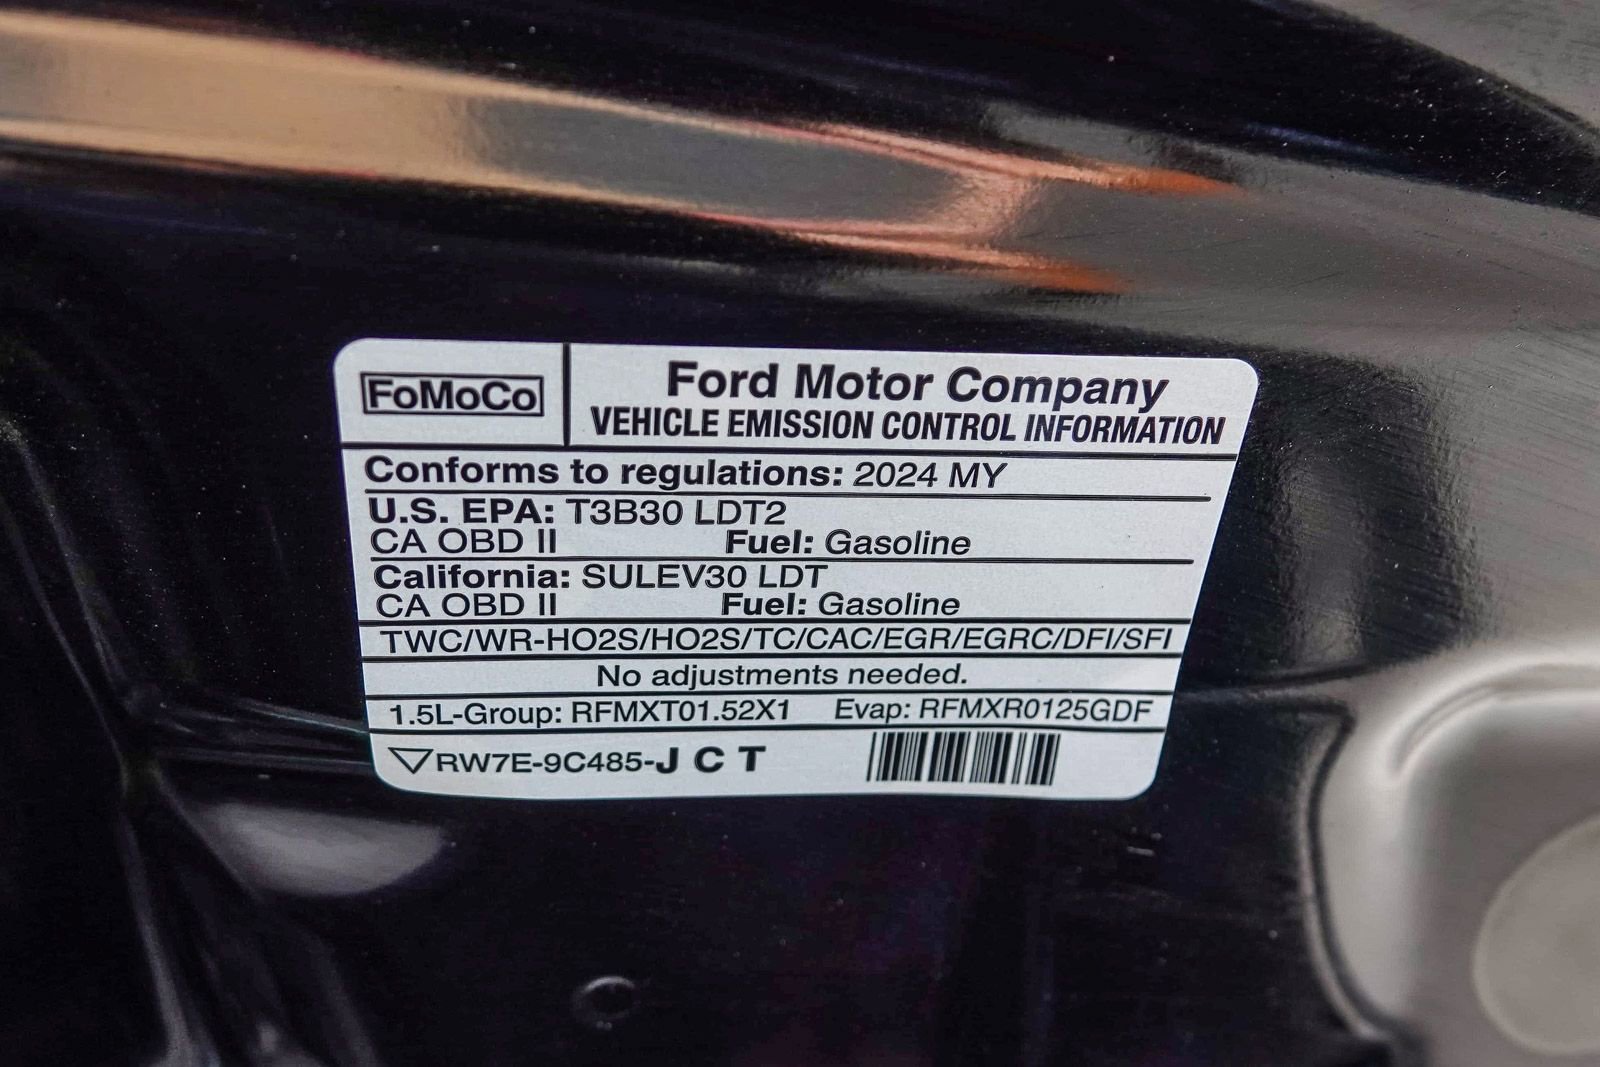 FoMoCo
Ford Motor Company
VEHICLE EMISSION CONTROL INFORMATION
Conforms to regulations: 2024 MY
U.S. EPA: T3B30 LDT2
CA OBD II Fuel: Gasoline
California: SULEV30 LDT
CA OBD II Fuel: Gasoline
TWC/WR-HO2S/HO2S/TC/CAC/EGR/EGRC/DFI/SFI
No adjustments needed.
1.5L-Group: RFMXT01.52X1 Evap: RFMXR0125GDF
RW7E-9C485-J C T